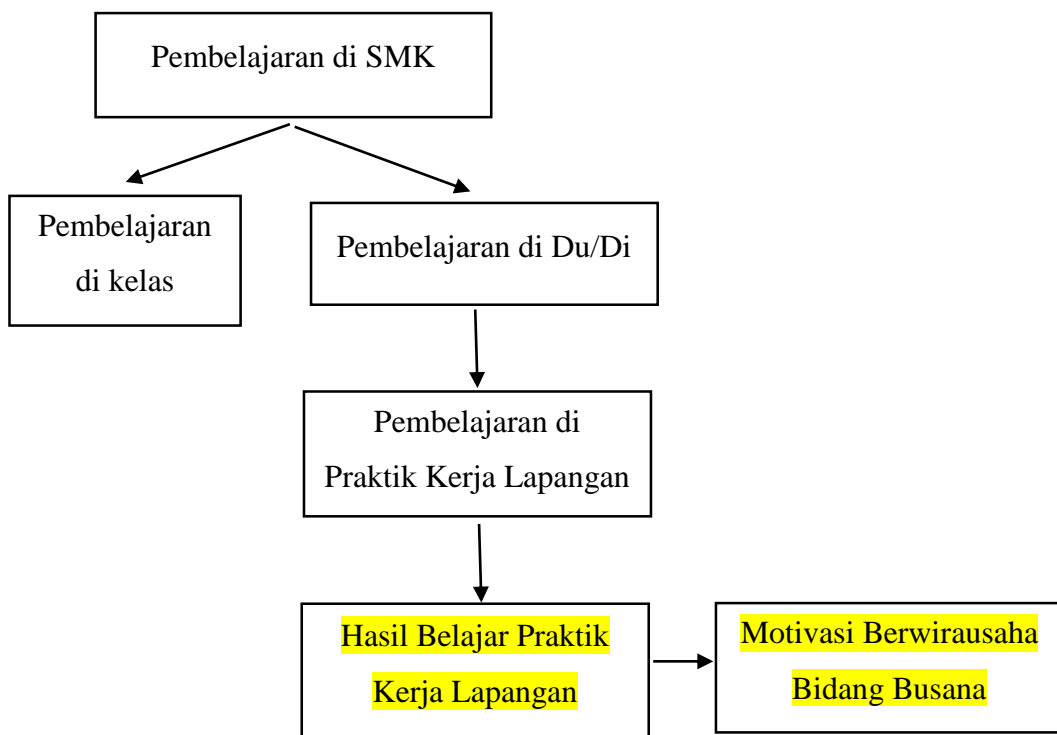 Pembelajaran di SMK
Pembelajaran
di kelas
Pembelajaran di Du/Di
Pembelajaran di
Praktik Kerja Lapangan
Hasil Belajar Praktik
Kerja Lapangan
Motivasi Berwirausaha
Bidang Busana